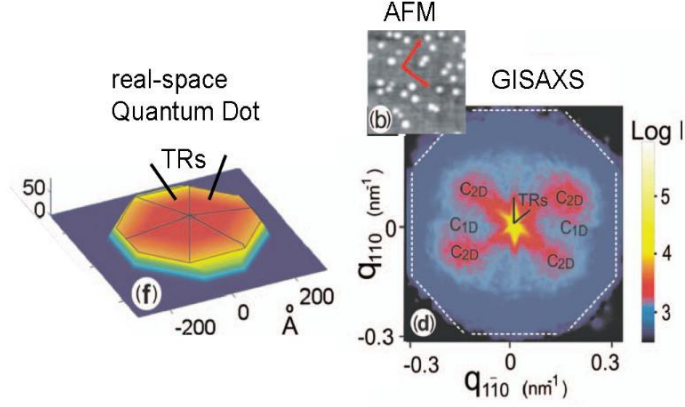 AFM
real-space
Quantum Dot
GISAXS
(b)
TRs
Log I
50
0
(f)
-200
0
200
Å
C2D
C2D
TRs
C1D
C1D
C2D
C2D
(d)
5
4
3
0
-0.3
q110 (nm-1)
-0.3
0
0.3
q11̄0 (nm-1)